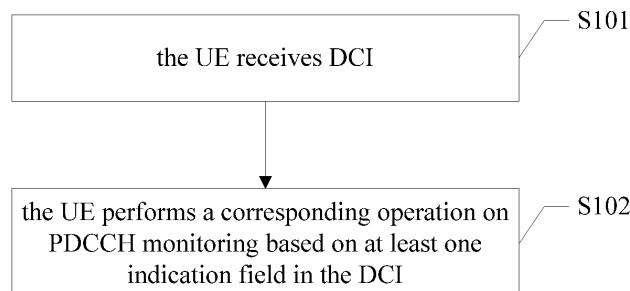 S101
the UE receives DCI
S102
the UE performs a corresponding operation on
PDCCH monitoring based on at least one
indication field in the DCI